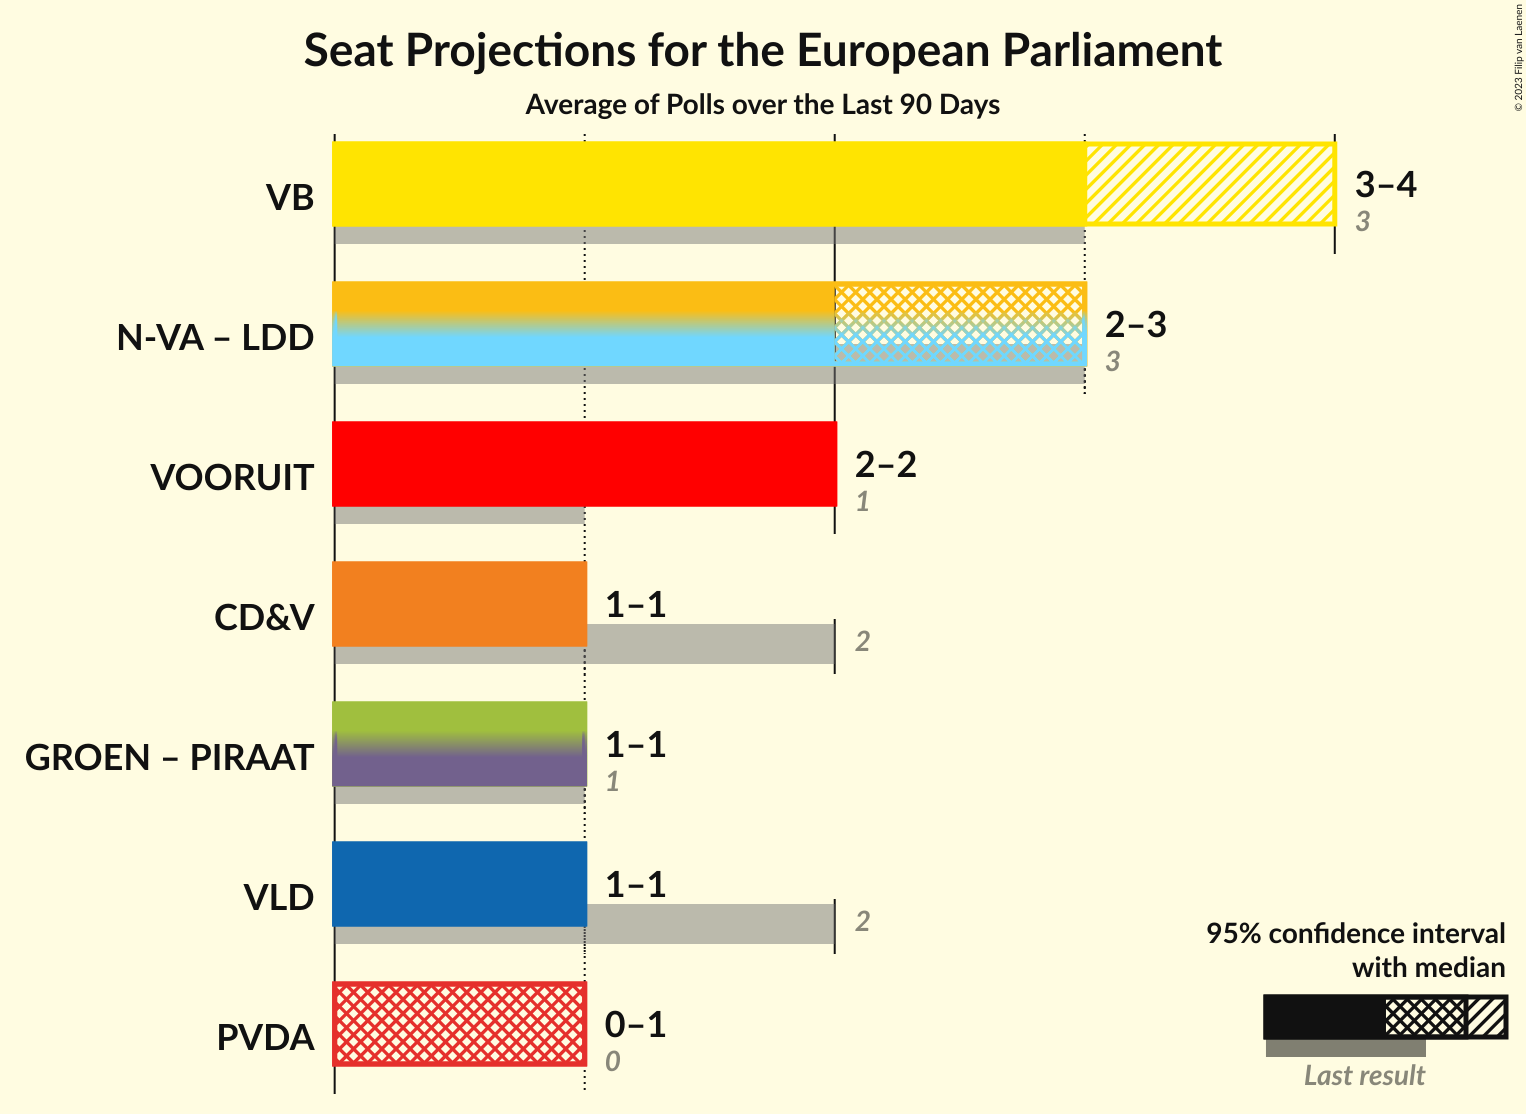 Seat Projections for the European Parliament
Average of Polls over the Last 90 Days
© 2023 Filip van Laenen
VB
3–4
3
N-VA – LDD
2–3
3
VOORUIT
2–2
1
CD&V
1–1
2
GROEN – PIRAAT
1–1
1
VLD
1–1
2
PVDA
0–1
0
95% confidence interval
with median
Last result